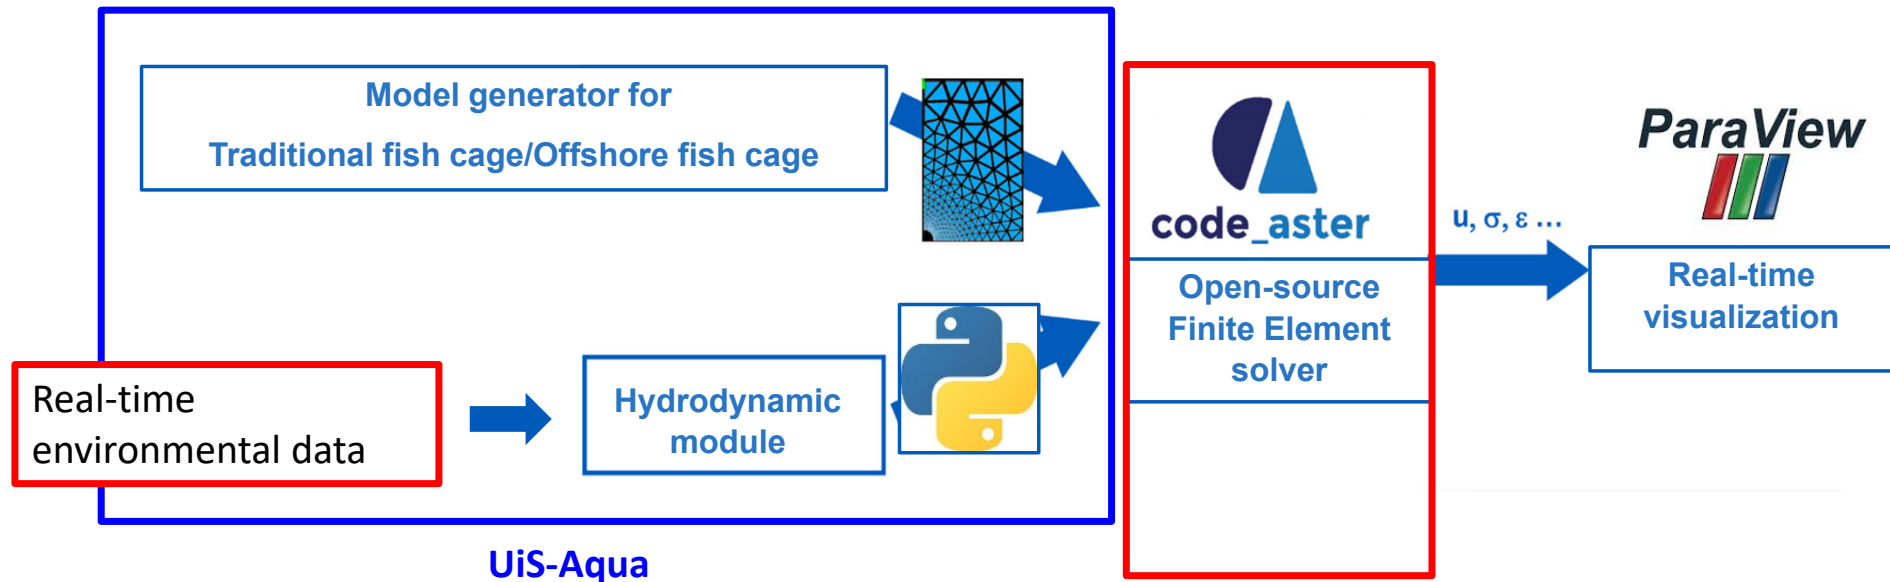 Model generator for
Traditional fish cage/Offshore fish cage
Real-time
environmental data
Hydrodynamic
module
UiS-Aqua
code_aster
Open-source
Finite Element
solver
u, σ, ε ...
ParaView
Real-time
visualization